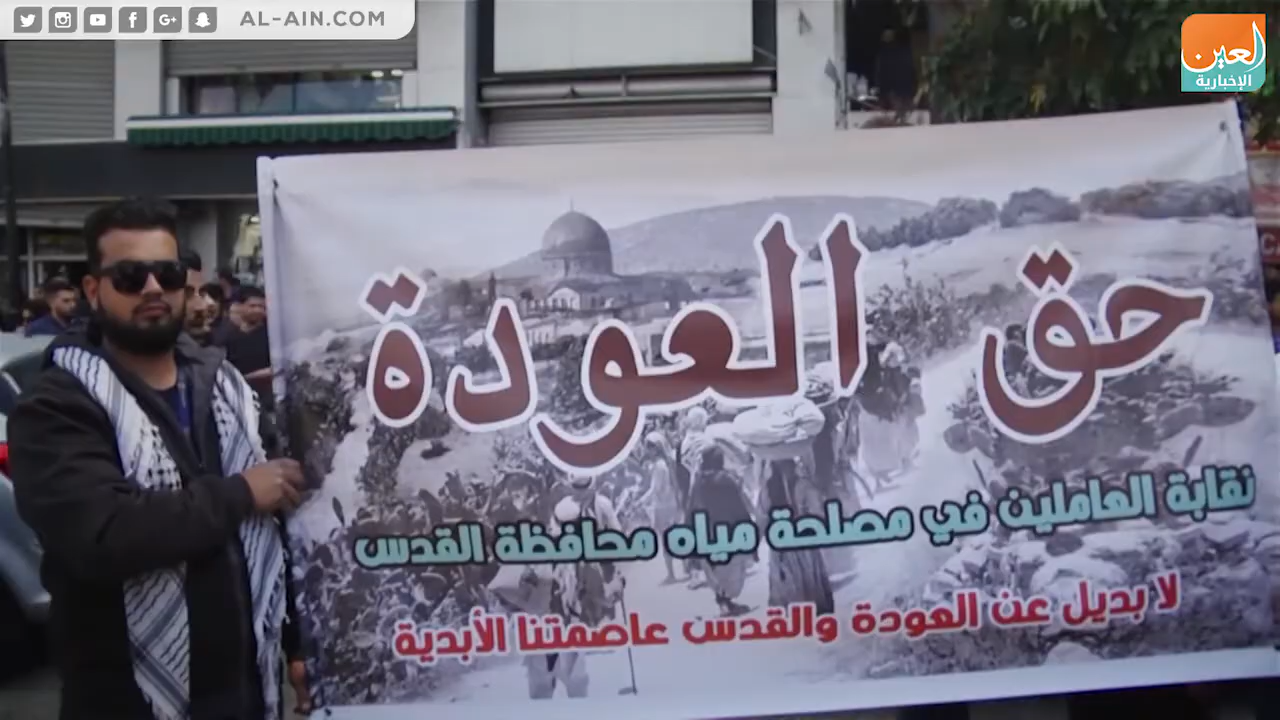 AL-AIN.COM
العين
الإخبارية
حق العودة
نقابة العاملين في مصلحة مياه محافظة القدس
لا بديل عن العودة والقدس عاصمتنا الأبدية